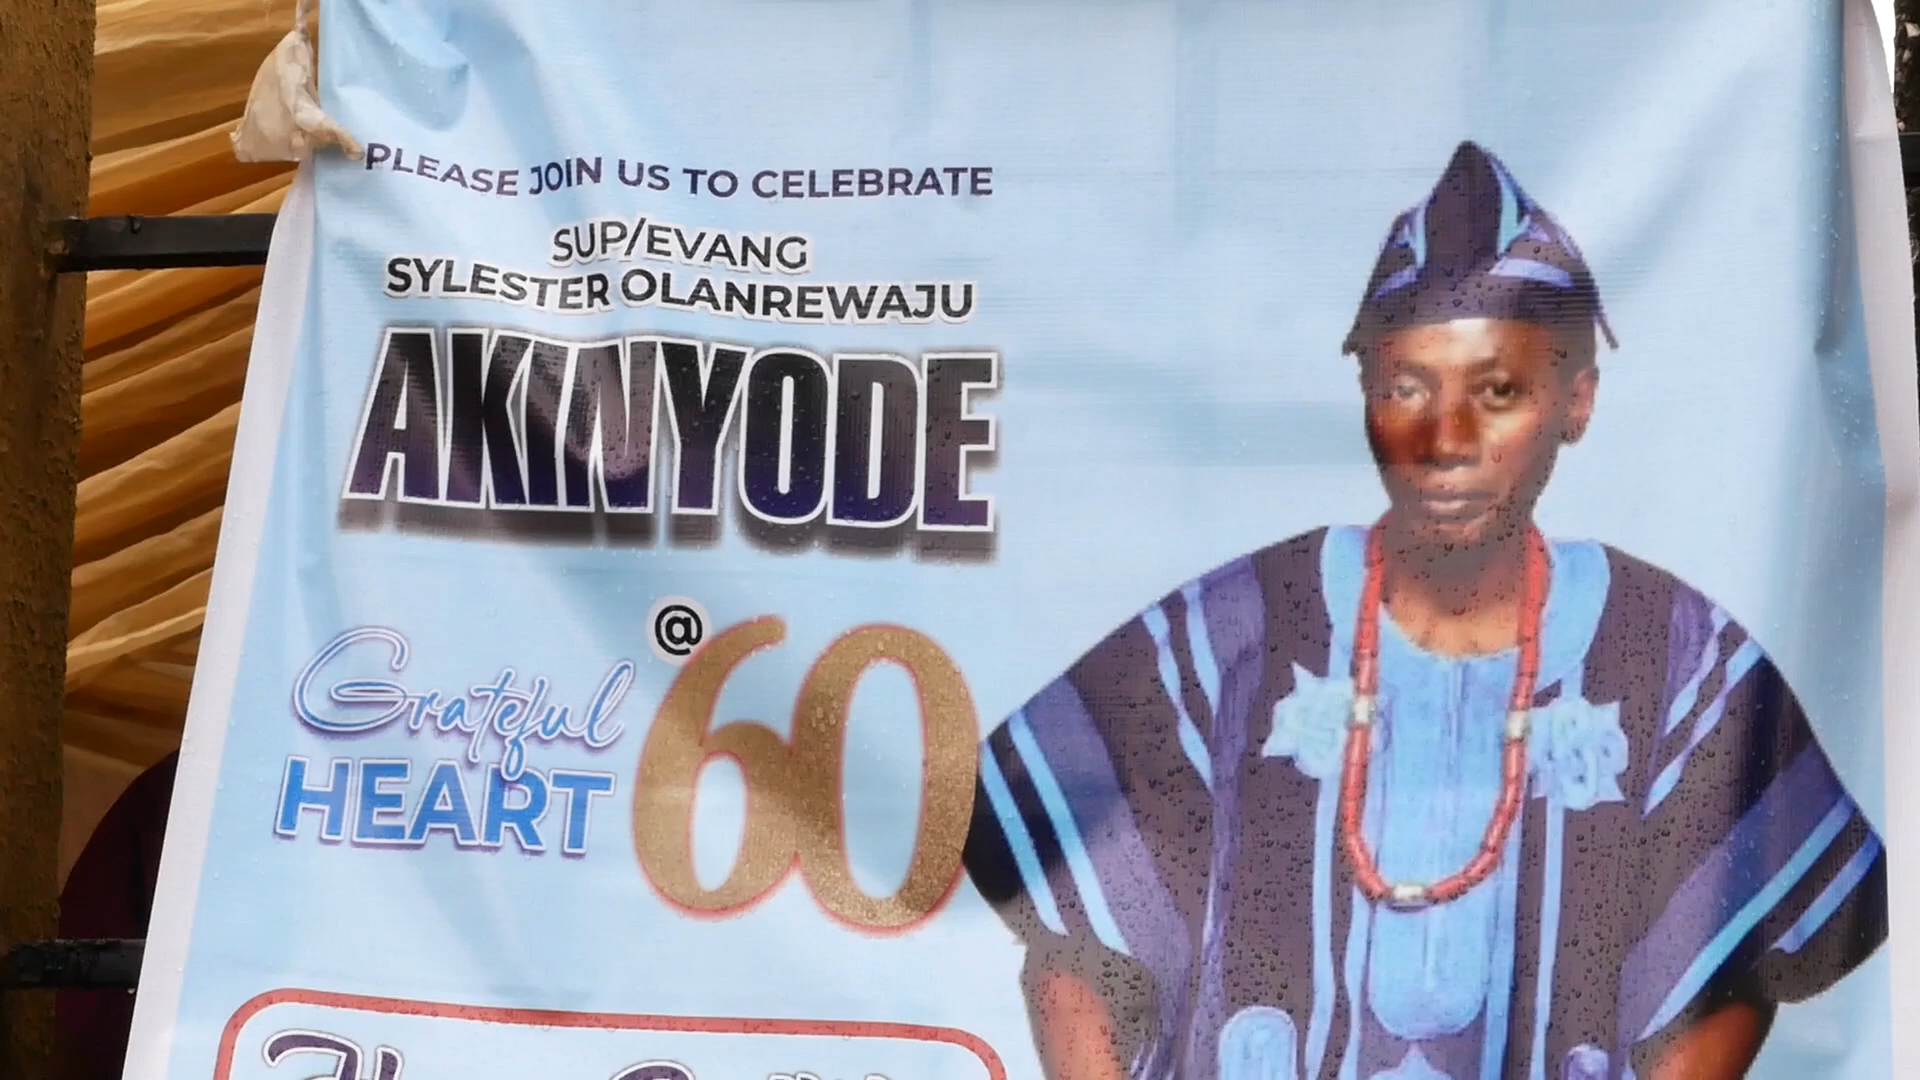 PLEASE JOIN US TO CELEBRATE
SUP/EVANG
SYLESTER OLANREWAJU
AKINYODE
@60
Grateful
HEART